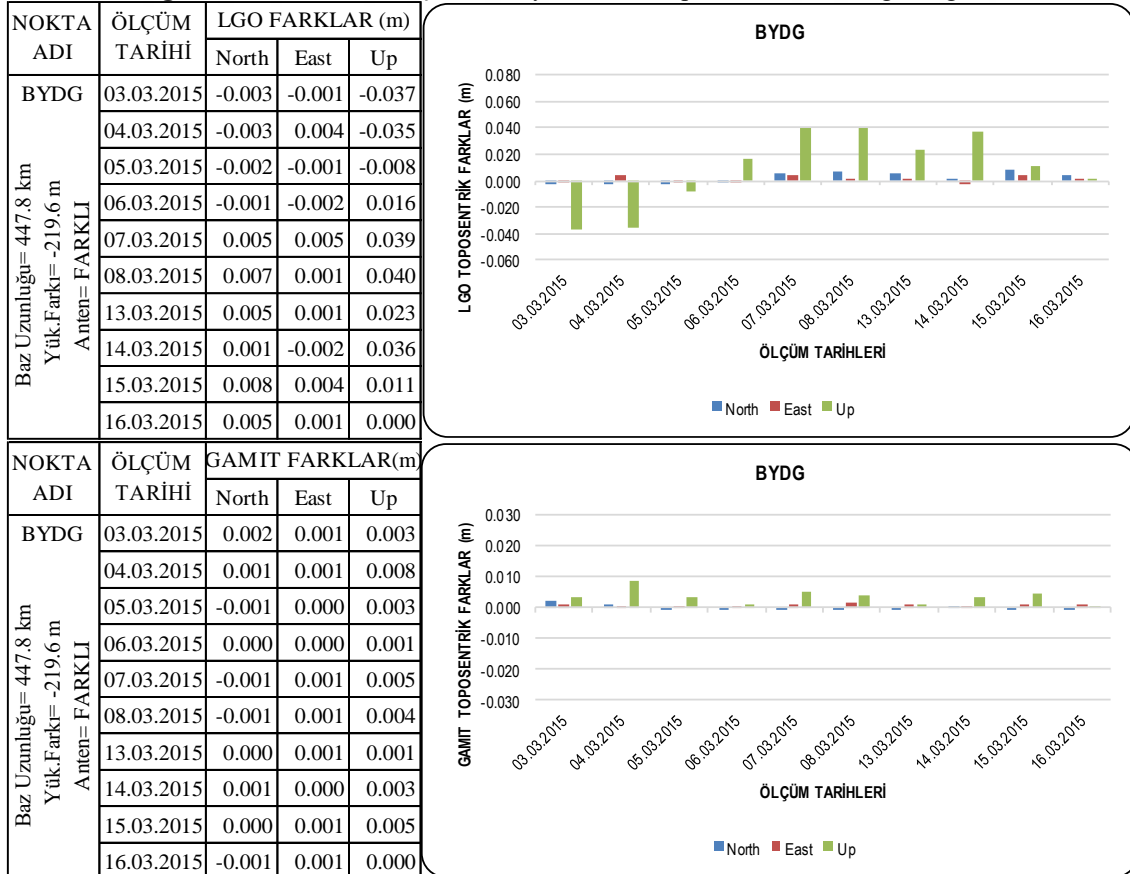 NOKTA ADI ÖLÇÜM TARİHİ LGO FARKLAR (m)
North East Up
BYDG 03.03.2015 -0.003 -0.001 -0.037
04.03.2015 -0.003 0.004 -0.035
05.03.2015 -0.002 -0.001 -0.008
06.03.2015 -0.001 -0.002 0.016
07.03.2015 0.005 0.005 0.039
08.03.2015 0.007 0.001 0.040
13.03.2015 0.005 0.001 0.023
14.03.2015 0.001 -0.002 0.036
15.03.2015 0.008 0.004 0.011
16.03.2015 0.005 0.001 0.000
Baz Uzunluğu= 447.8 km
Yük.Farkı= -219.6 m
Anten= FARKLI
BYDG
LGO TOPOSENTRİK FARKLAR (m)
0.080
0.060
0.040
0.020
0.000
-0.020
-0.040
-0.060
03.03.2015 04.03.2015 05.03.2015 06.03.2015 07.03.2015 08.03.2015 13.03.2015 14.03.2015 15.03.2015 16.03.2015
ÖLÇÜM TARİHLERİ
North East Up
NOKTA ADI ÖLÇÜM TARİHİ GAMIT FARKLAR(m)
North East Up
BYDG 03.03.2015 0.002 0.001 0.003
04.03.2015 0.001 0.001 0.008
05.03.2015 -0.001 0.000 0.003
06.03.2015 0.000 0.000 0.001
07.03.2015 -0.001 0.001 0.005
08.03.2015 -0.001 0.001 0.004
13.03.2015 0.000 0.001 0.001
14.03.2015 0.001 0.000 0.003
15.03.2015 0.000 0.001 0.005
16.03.2015 -0.001 0.001 0.000
Baz Uzunluğu= 447.8 km
Yük.Farkı= -219.6 m
Anten= FARKLI
BYDG
GAMIT TOPOSENTRİK FARKLAR (m)
0.030
0.020
0.010
0.000
-0.010
-0.020
-0.030
03.03.2015 04.03.2015 05.03.2015 06.03.2015 07.03.2015 08.03.2015 13.03.2015 14.03.2015 15.03.2015 16.03.2015
ÖLÇÜM TARİHLERİ
North East Up